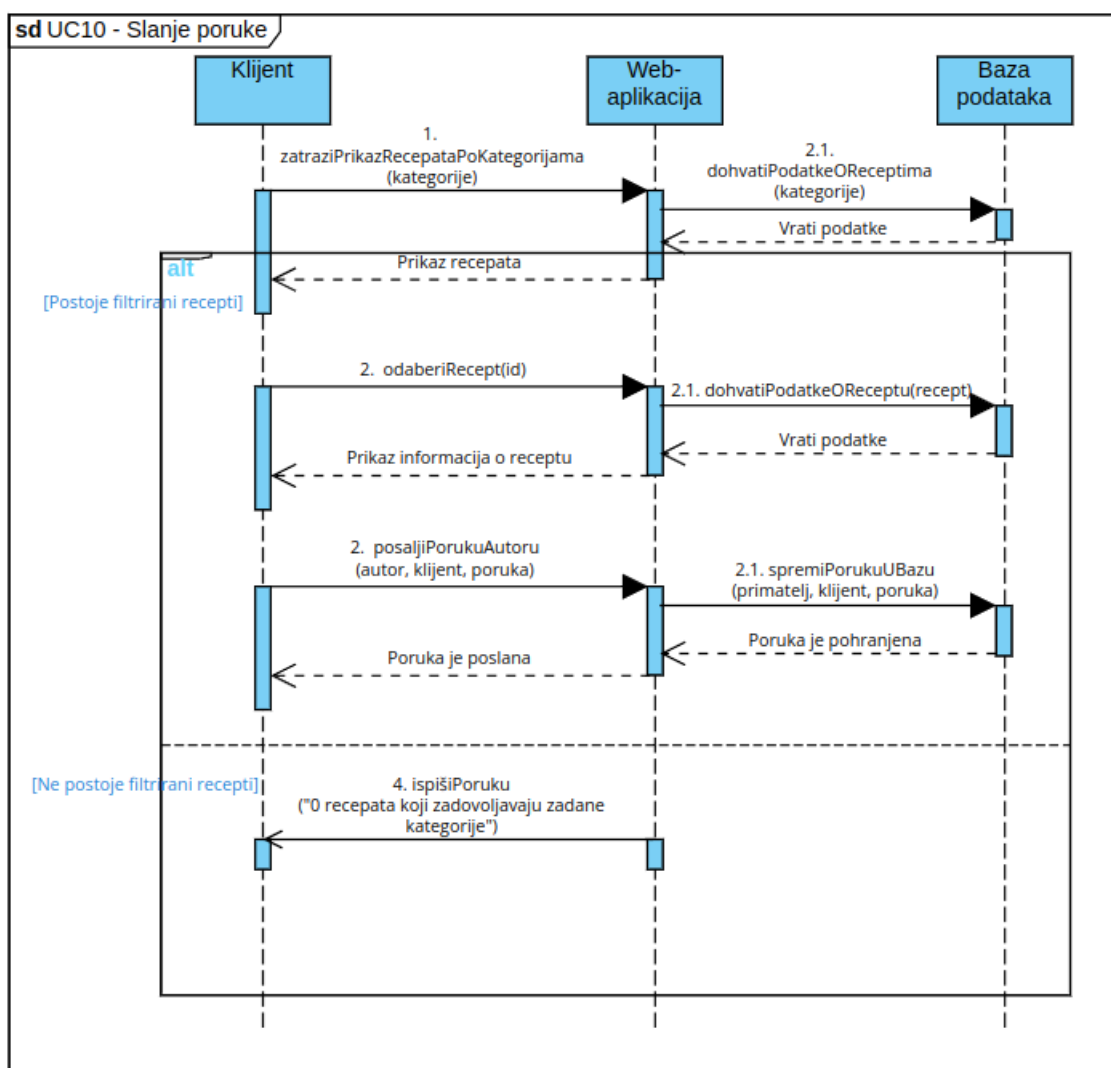 sd UC10 - Slanje poruke
Klijent
Web-
aplikacija
Baza
podataka
1.
zatraziPrikazRecepataPoKategorijama
(kategorije)
2.1.
dohvatiPodatkeOReceptima
(kategorije)
Vrati podatke
alt
Prikaz recepata
[Postoje filtrirani recepti]
2. odaberiRecept(id)
2.1. dohvatiPodatkeOReceptu(recept)
Vrati podatke
Prikaz informacija o receptu
2. posaljiPorukuAutoru
(autor, klijent, poruka)
2.1. spremiPorukuUBazu
(primatelj, klijent, poruka)
Poruka je pohranjena
Poruka je poslana
[Ne postoje filtrirani recepti]
4. ispišiPoruku
("0 recepata koji zadovoljavaju zadane
kategorije")